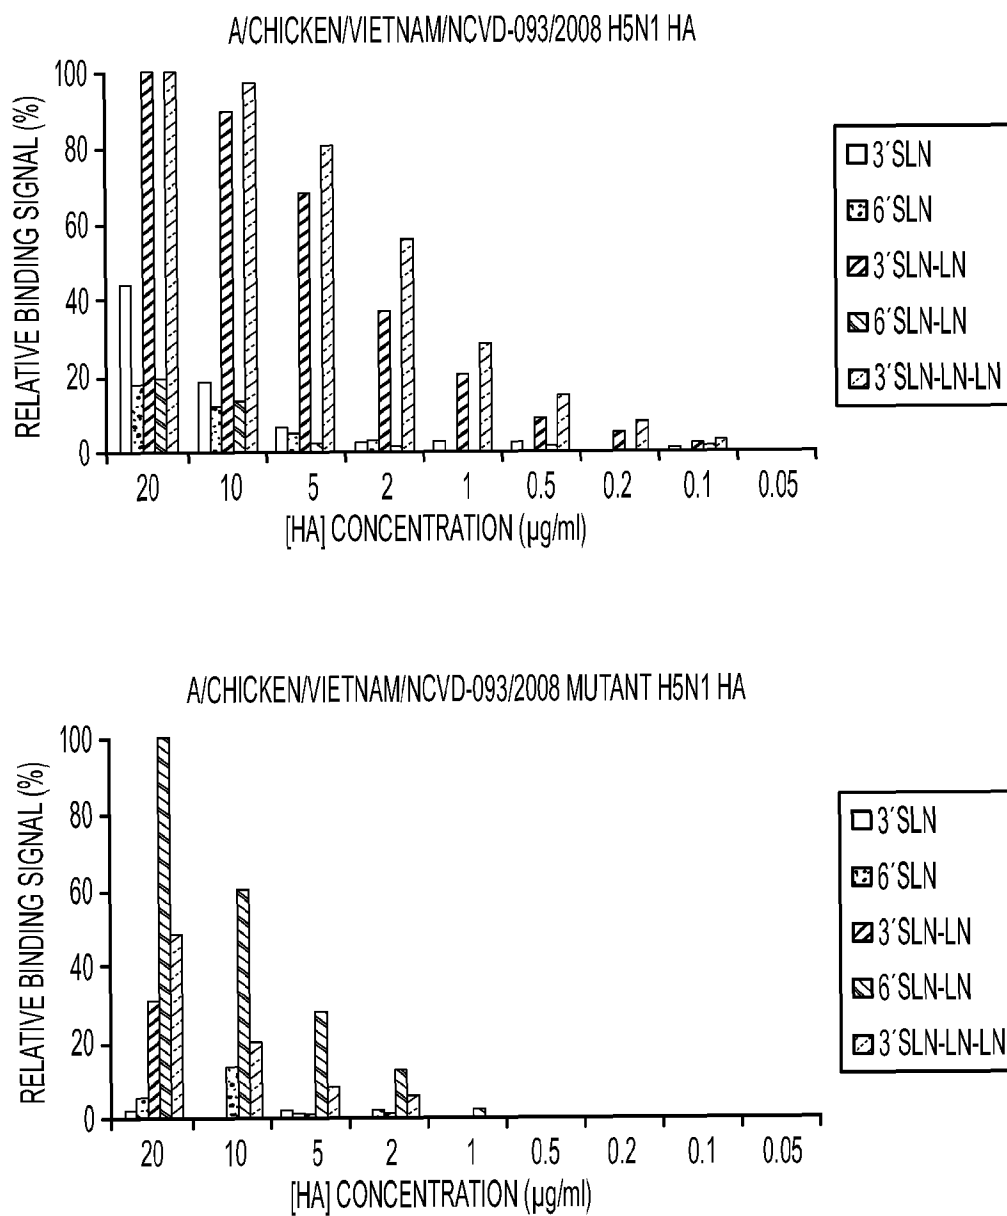 A/CHICKEN/VIETNAM/NCVD-093/2008 H5N1 HA
RELATIVE BINDING SIGNAL (%)
100
80
60
40
20
0
20 10 5 2 1 0.5 0.2 0.1 0.05
[HA] CONCENTRATION (µg/ml)
3´SLN
6´SLN
3´SLN-LN
6´SLN-LN
3´SLN-LN-LN
A/CHICKEN/VIETNAM/NCVD-093/2008 MUTANT H5N1 HA
RELATIVE BINDING SIGNAL (%)
100
80
60
40
20
0
20 10 5 2 1 0.5 0.2 0.1 0.05
[HA] CONCENTRATION (µg/ml)
3´SLN
6´SLN
3´SLN-LN
6´SLN-LN
3´SLN-LN-LN